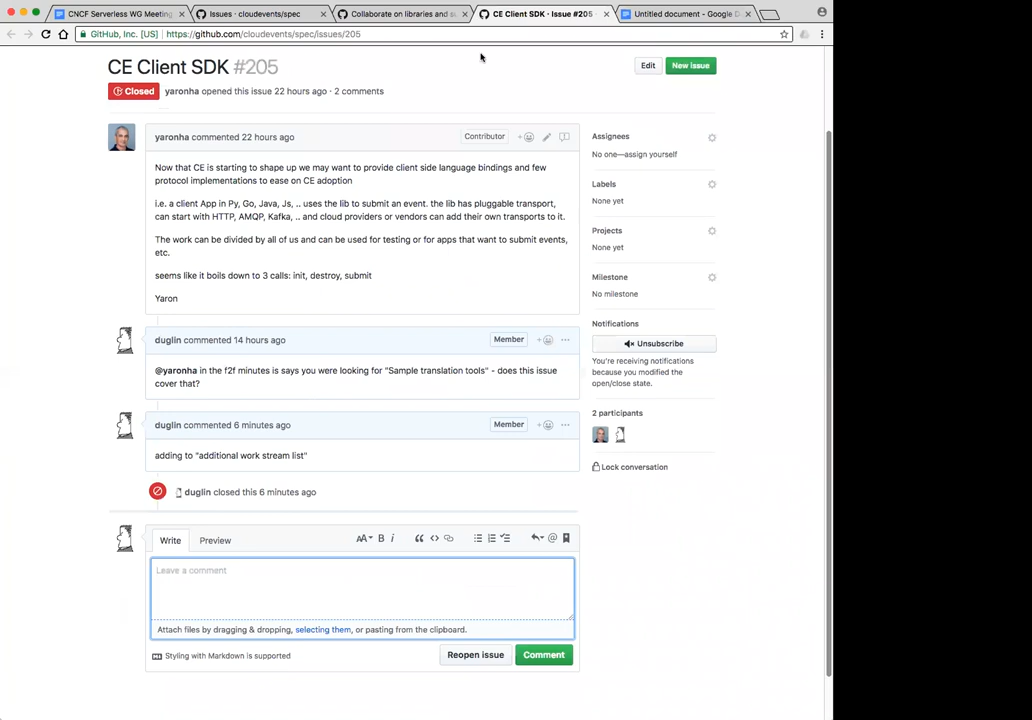 CNCF Serverless WG Meeting
Issues · cloudevents/spec
Collaborate on libraries and su
CE Client SDK · Issue #205 ·
Untitled document - Google D
GitHub, Inc. [US] | https://github.com/cloudevents/spec/issues/205
CE Client SDK #205
Edit
New issue
Closed
yaronha opened this issue 22 hours ago · 2 comments
yaronha commented 22 hours ago
Contributor
Now that CE is starting to shape up we may want to provide client side language bindings and few
protocol implementations to ease on CE adoption
i.e. a client App in Py, Go, Java, Js, .. uses the lib to submit an event. the lib has pluggable transport,
can start with HTTP, AMQP, Kafka, .. and cloud providers or vendors can add their own transports to it.
The work can be divided by all of us and can be used for testing or for apps that want to submit events,
etc.
seems like it boils down to 3 calls: init, destroy, submit
Yaron
duglin commented 14 hours ago
Member
@yaronha in the f2f minutes is says you were looking for "Sample translation tools" - does this issue
cover that?
duglin commented 6 minutes ago
Member
adding to "additional work stream list"
duglin closed this 6 minutes ago
Write
Preview
AA
B
i
Leave a comment
Attach files by dragging & dropping, selecting them, or pasting from the clipboard.
Styling with Markdown is supported
Reopen issue
Comment
Assignees
No one—assign yourself
Labels
None yet
Projects
None yet
Milestone
No milestone
Notifications
Unsubscribe
You're receiving notifications
because you modified the
open/close state.
2 participants
Lock conversation